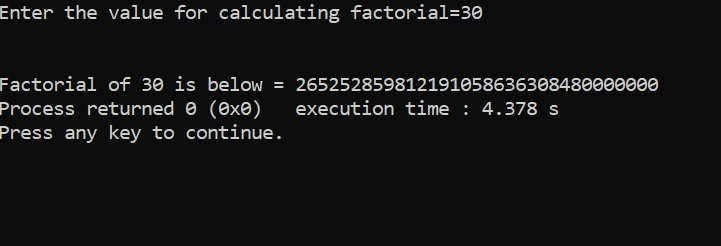 Enter the value for calculating factorial=30
Factorial of 30 is below = 265252859812191058636308480000000
Process returned 0 (0x0)   execution time : 4.378 s
Press any key to continue.